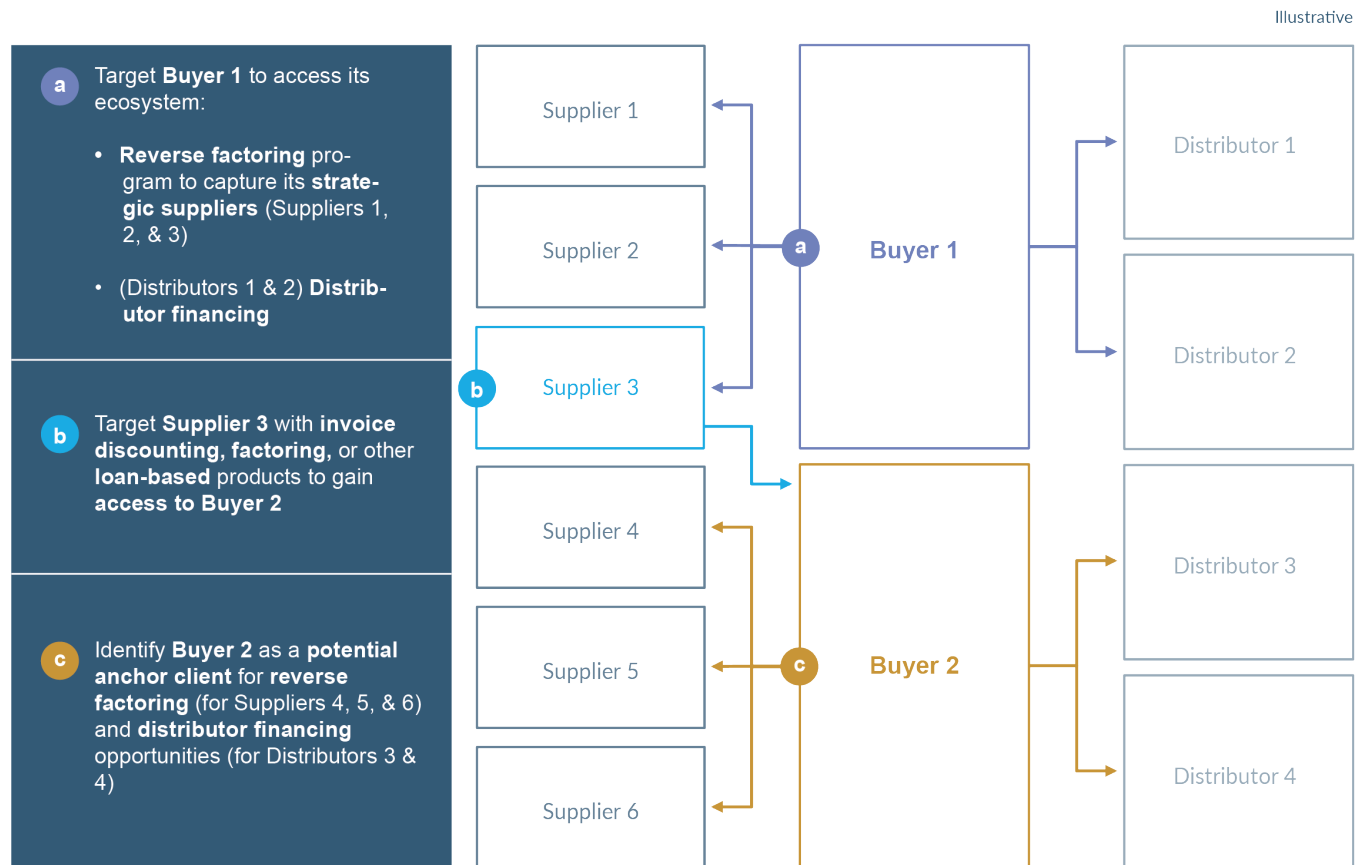 Illustrative
a
Target Buyer 1 to access its
ecosystem:
• Reverse factoring pro-
gram to capture its strate-
gic suppliers (Suppliers 1,
2, & 3)
• (Distributors 1 & 2) Distrib-
utor financing
b
Target Supplier 3 with invoice
discounting, factoring, or other
loan-based products to gain
access to Buyer 2
c
Identify Buyer 2 as a potential
anchor client for reverse
factoring (for Suppliers 4, 5, & 6)
and distributor financing
opportunities (for Distributors 3 &
4)
Supplier 1
Supplier 2
b
Supplier 3
Supplier 4
Supplier 5
Supplier 6
a
Buyer 1
c
Buyer 2
Distributor 1
Distributor 2
Distributor 3
Distributor 4